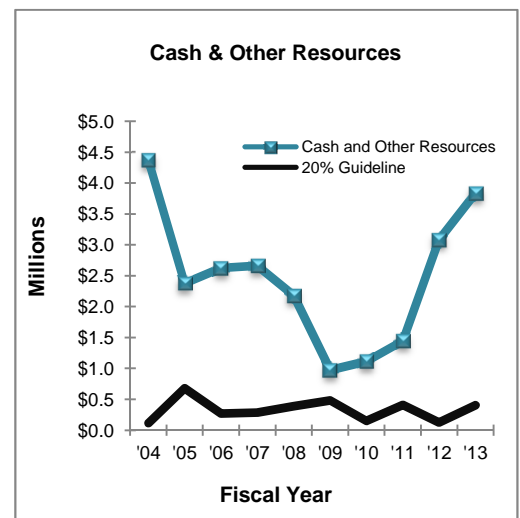 Cash & Other Resources
$5.0
$4.5
$4.0
$3.5
$3.0
$2.5
$2.0
$1.5
$1.0
$0.5
$0.0
Millions
Cash and Other Resources
20% Guideline
'04 '05 '06 '07 '08 '09 '10 '11 '12 '13
Fiscal Year